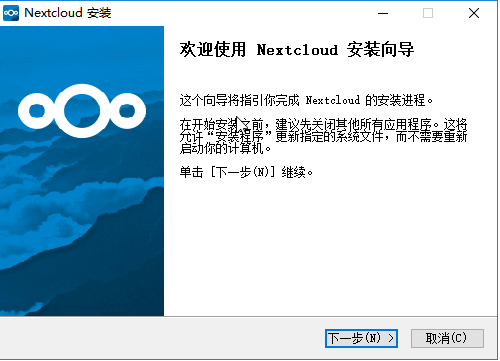 Nextcloud 安装
欢迎使用 Nextcloud 安装向导
这个向导将指引你完成 Nextcloud 的安装进程。
在开始安装之前，建议先关闭其他所有应用程序。这将
允许“安装程序”更新指定的系统文件，而不需要重新
启动你的计算机。
单击 [下一步(N)] 继续。
下一步(N) >
取消(C)